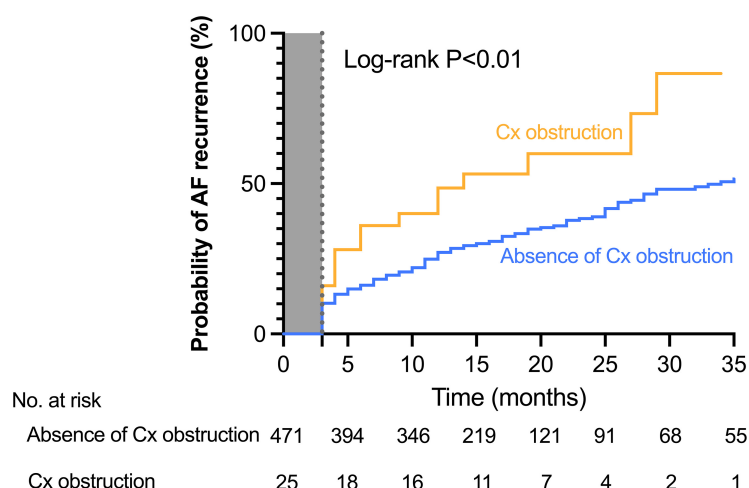 Probability of AF recurrence (%)
100
50
0
Log-rank P<0.01
Cx obstruction
Absence of Cx obstruction
0 5 10 15 20 25 30 35
Time (months)
No. at risk
Absence of Cx obstruction 471 394 346 219 121 91 68 55
Cx obstruction 25 18 16 11 7 4 2 1